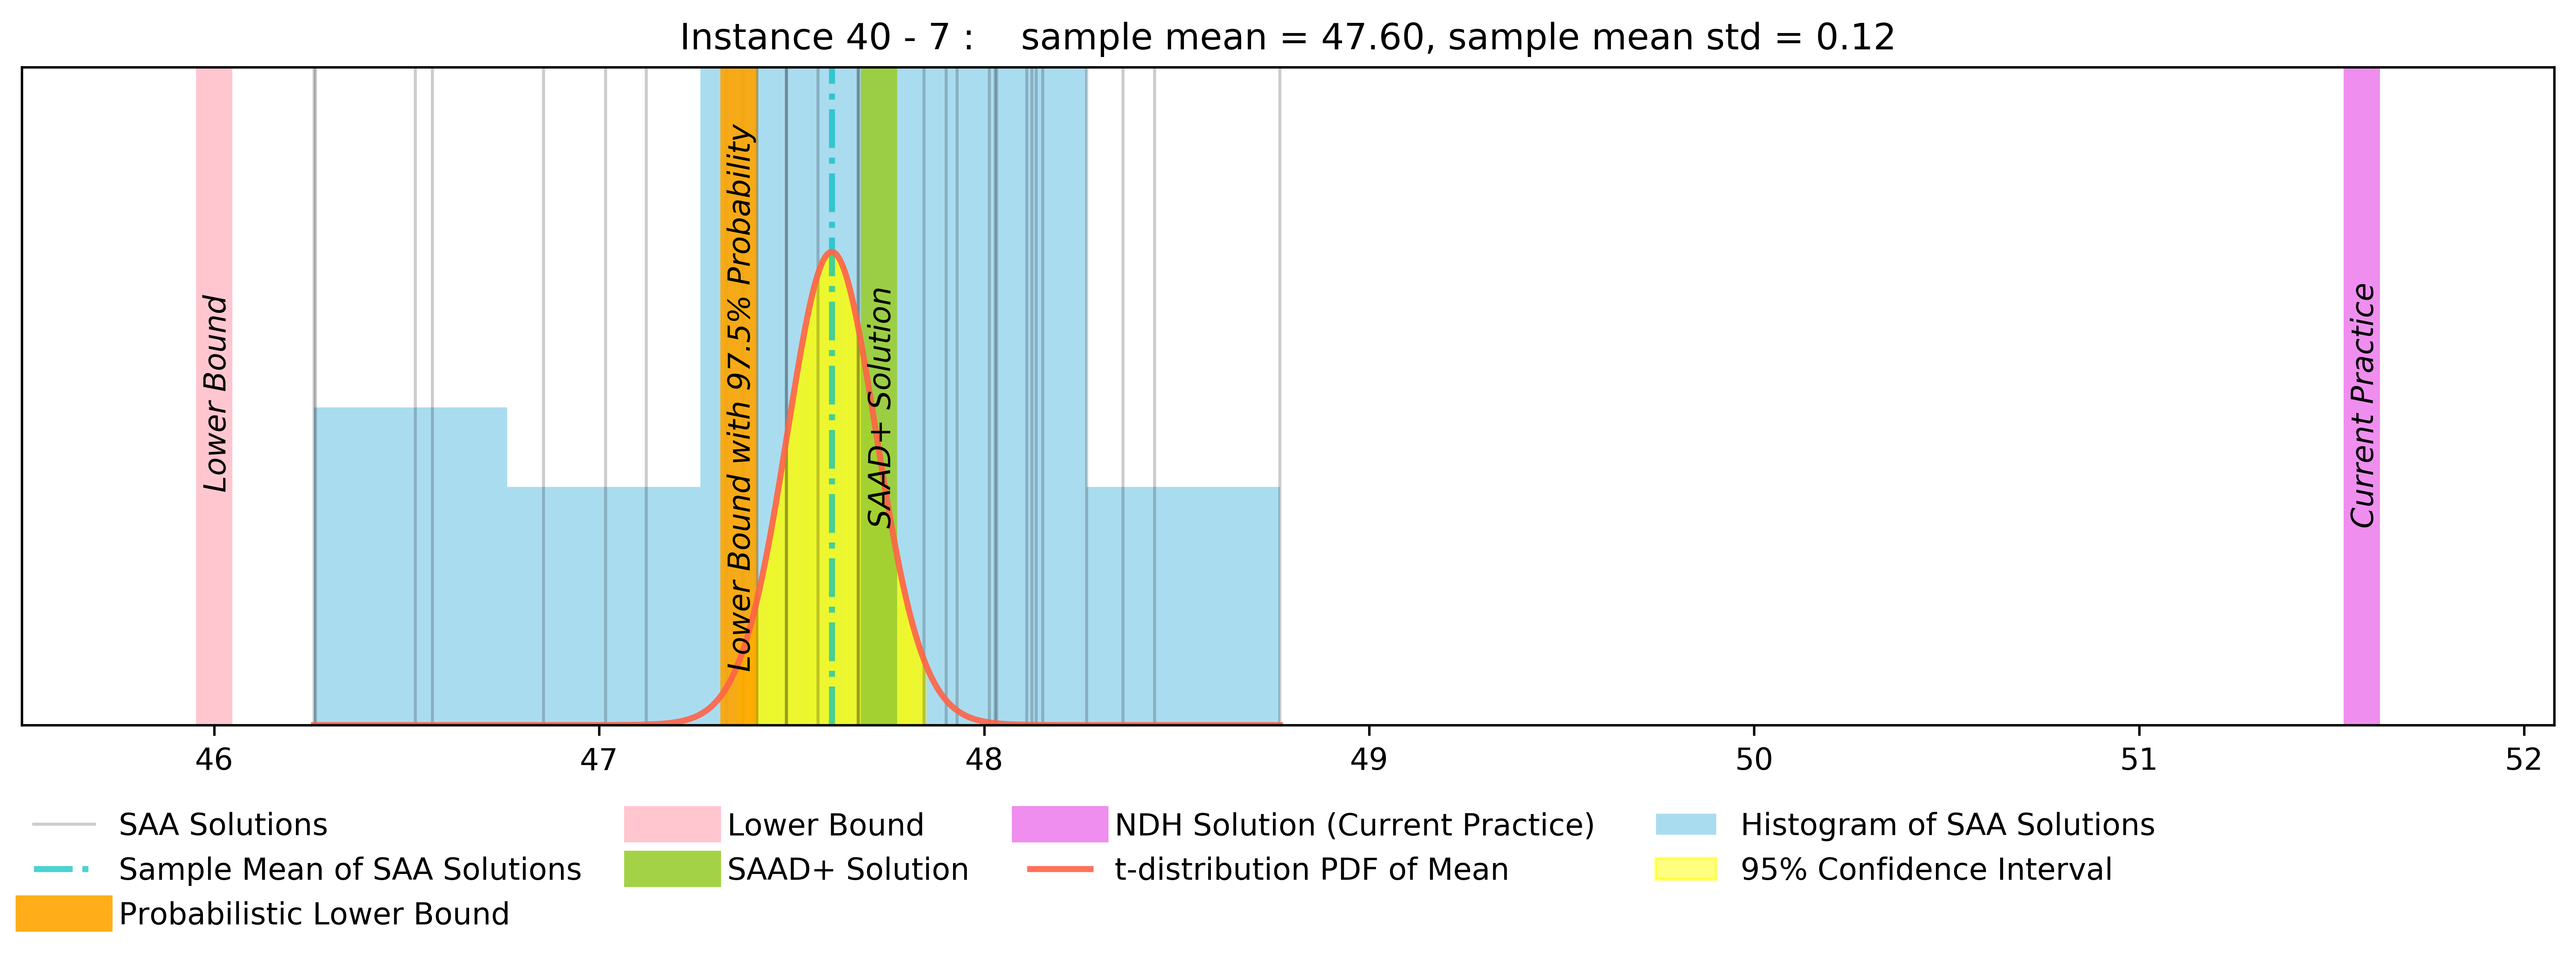 Instance 40 - 7 :    sample mean = 47.60, sample mean std = 0.12
Lower Bound
Lower Bound with 97.5% Probability
SAAD+ Solution
Current Practice
46 47 48 49 50 51 52
SAA Solutions
Sample Mean of SAA Solutions
Probabilistic Lower Bound
Lower Bound
SAAD+ Solution
NDH Solution (Current Practice)
t-distribution PDF of Mean
Histogram of SAA Solutions
95% Confidence Interval